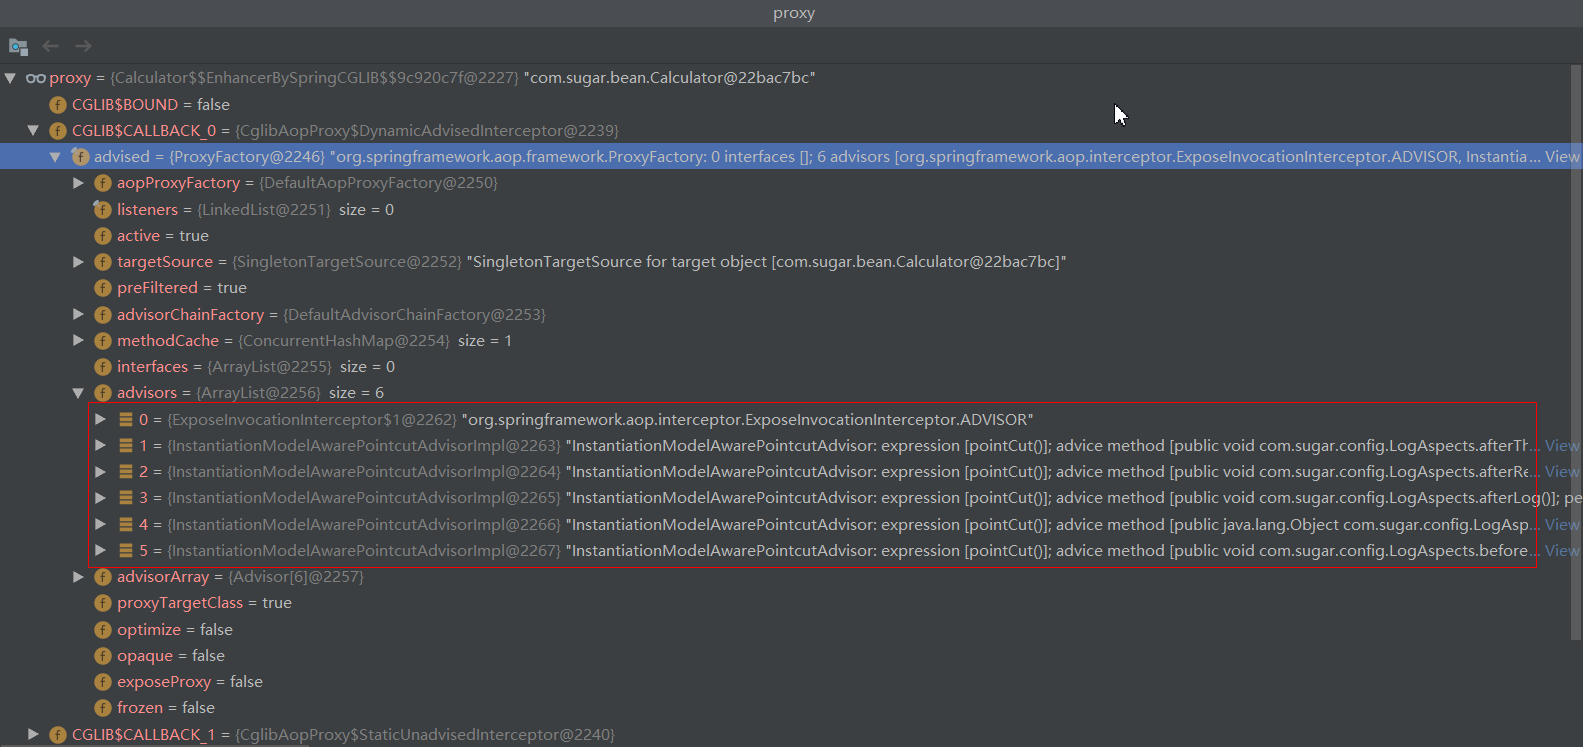 proxy
proxy = {Calculator$$EnhancerBySpringCGLIB$$9c920c7f@2227} "com.sugar.bean.Calculator@22bac7bc"
CGLIB$BOUND = false
CGLIB$CALLBACK_0 = {CglibAopProxy$DynamicAdvisedInterceptor@2239}
advised = {ProxyFactory@2246} "org.springframework.aop.framework.ProxyFactory: 0 interfaces []; 6 advisors [org.springframework.aop.interceptor.ExposeInvocationInterceptor.ADVISOR, Instantia... View
aopProxyFactory = {DefaultAopProxyFactory@2250}
listeners = {LinkedList@2251} size = 0
active = true
targetSource = {SingletonTargetSource@2252} "SingletonTargetSource for target object [com.sugar.bean.Calculator@22bac7bc]"
preFiltered = true
advisorChainFactory = {DefaultAdvisorChainFactory@2253}
methodCache = {ConcurrentHashMap@2254} size = 1
interfaces = {ArrayList@2255} size = 0
advisors = {ArrayList@2256} size = 6
0 = {ExposeInvocationInterceptor$1@2262} "org.springframework.aop.interceptor.ExposeInvocationInterceptor.ADVISOR"
1 = {InstantiationModelAwarePointcutAdvisorImpl@2263} "InstantiationModelAwarePointcutAdvisor: expression [pointCut()]; advice method [public void com.sugar.config.LogAspects.afterTh... View
2 = {InstantiationModelAwarePointcutAdvisorImpl@2264} "InstantiationModelAwarePointcutAdvisor: expression [pointCut()]; advice method [public void com.sugar.config.LogAspects.afterRe... View
3 = {InstantiationModelAwarePointcutAdvisorImpl@2265} "InstantiationModelAwarePointcutAdvisor: expression [pointCut()]; advice method [public void com.sugar.config.LogAspects.afterLog()]; pe
4 = {InstantiationModelAwarePointcutAdvisorImpl@2266} "InstantiationModelAwarePointcutAdvisor: expression [pointCut()]; advice method [public java.lang.Object com.sugar.config.LogAsp... View
5 = {InstantiationModelAwarePointcutAdvisorImpl@2267} "InstantiationModelAwarePointcutAdvisor: expression [pointCut()]; advice method [public void com.sugar.config.LogAspects.before... View
advisorArray = {Advisor[6]@2257}
proxyTargetClass = true
optimize = false
opaque = false
exposeProxy = false
frozen = false
CGLIB$CALLBACK_1 = {CglibAopProxy$StaticUnadvisedInterceptor@2240}